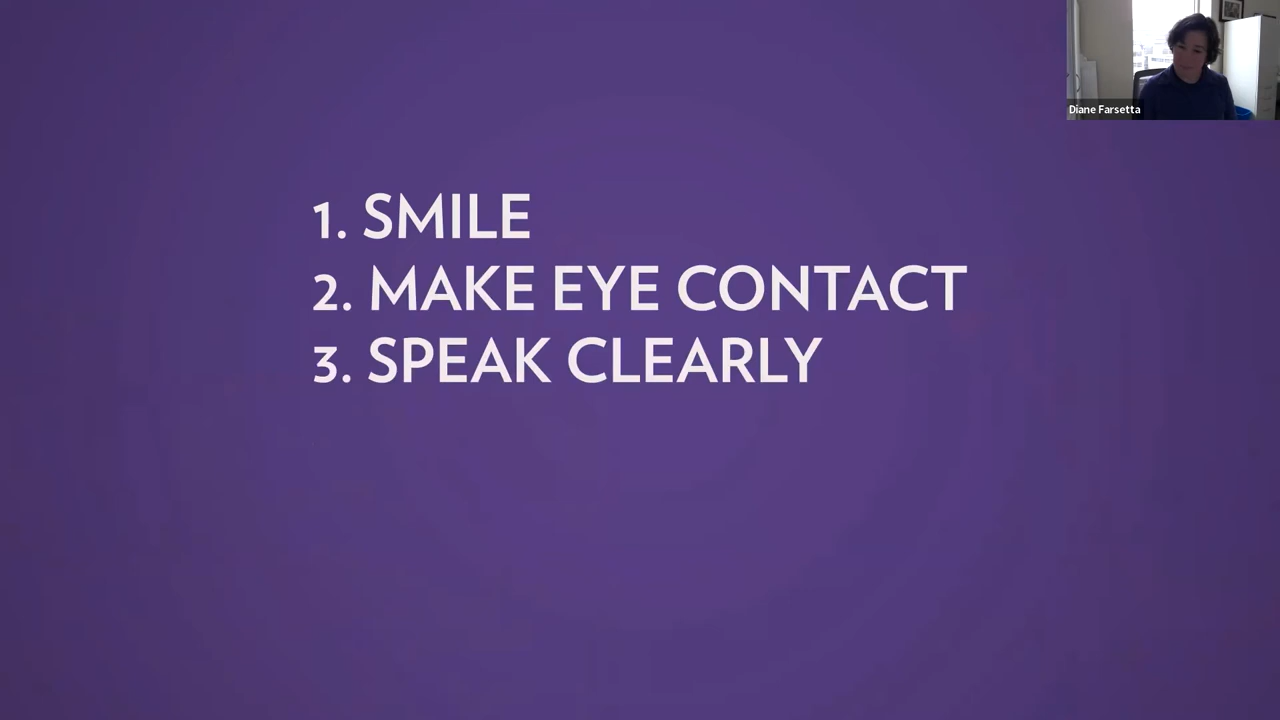 Diane Farsetta
1. SMILE
2. MAKE EYE CONTACT
3. SPEAK CLEARLY